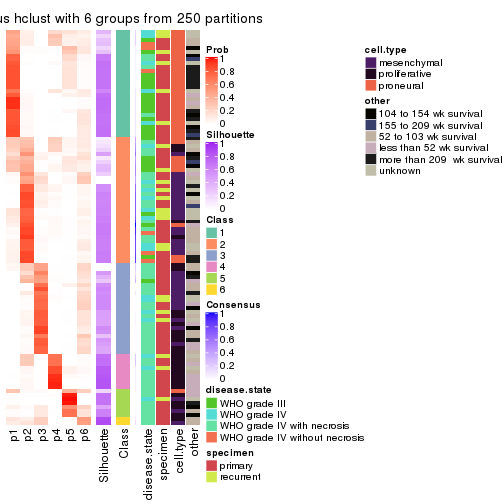 us hclust with 6 groups from 250 partitions
Prob
1
0.8
0.6
0.4
0.2
0
Silhouette
1
0.8
0.6
0.4
0.2
0
Class
1
2
3
4
5
6
Consensus
1
0.8
0.6
0.4
0.2
0
disease.state
WHO grade III
WHO grade IV
WHO grade IV with necrosis
WHO grade IV without necrosis
specimen
primary
recurrent
cell.type
mesenchymal
proliferative
proneural
other
104 to 154 wk survival
155 to 209 wk survival
52 to 103 wk survival
less than 52 wk survival
more than 209  wk survival
unknown
p1
p2
p3
p4
p5
p6
Silhouette
Class
disease.state
specimen
cell.type
other